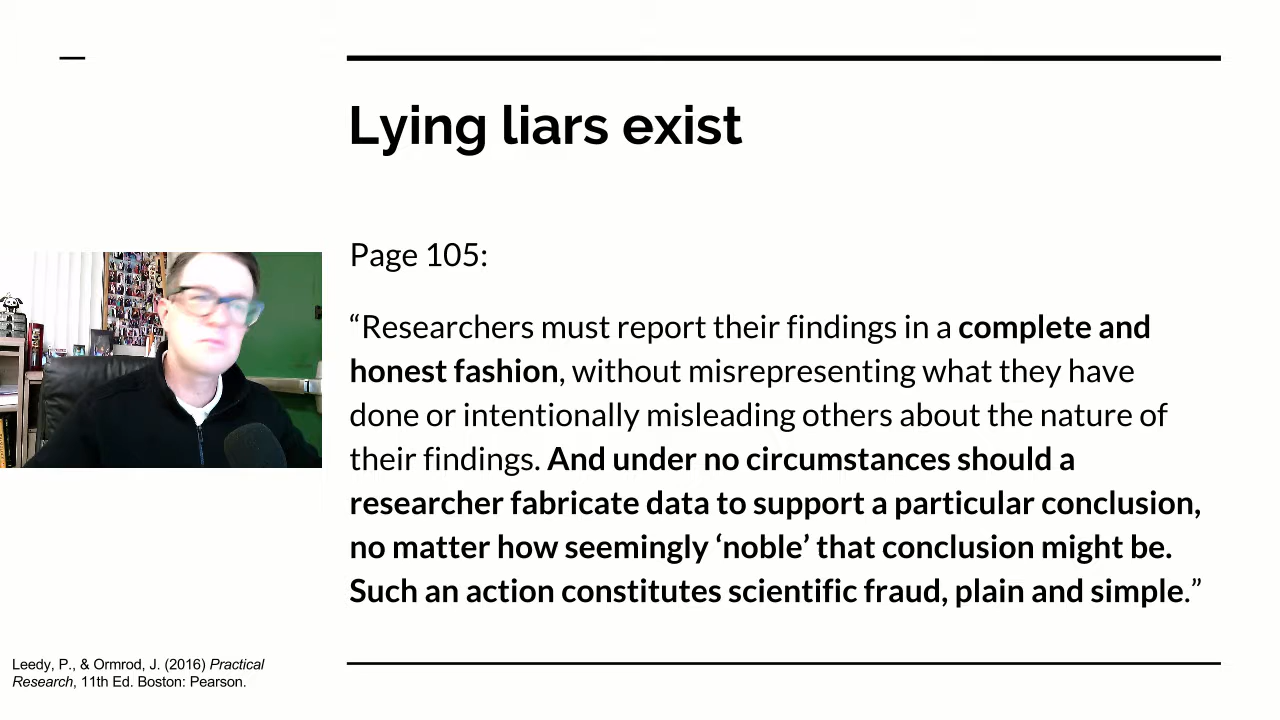 Lying liars exist
Page 105:
“Researchers must report their findings in a complete and
honest fashion, without misrepresenting what they have
done or intentionally misleading others about the nature of
their findings. And under no circumstances should a
researcher fabricate data to support a particular conclusion,
no matter how seemingly ‘noble’ that conclusion might be.
Such an action constitutes scientific fraud, plain and simple.”
Leedy, P., & Ormrod, J. (2016) Practical
Research, 11th Ed. Boston: Pearson.